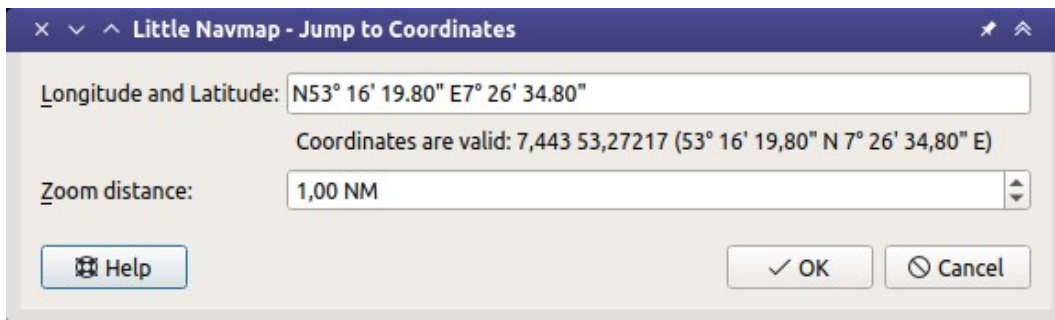 Little Navmap - Jump to Coordinates
Longitude and Latitude: N53° 16' 19.80" E7° 26' 34.80"
Coordinates are valid: 7,443 53,27217 (53° 16' 19,80" N 7° 26' 34,80" E)
Zoom distance: 1,00 NM
Help OK Cancel